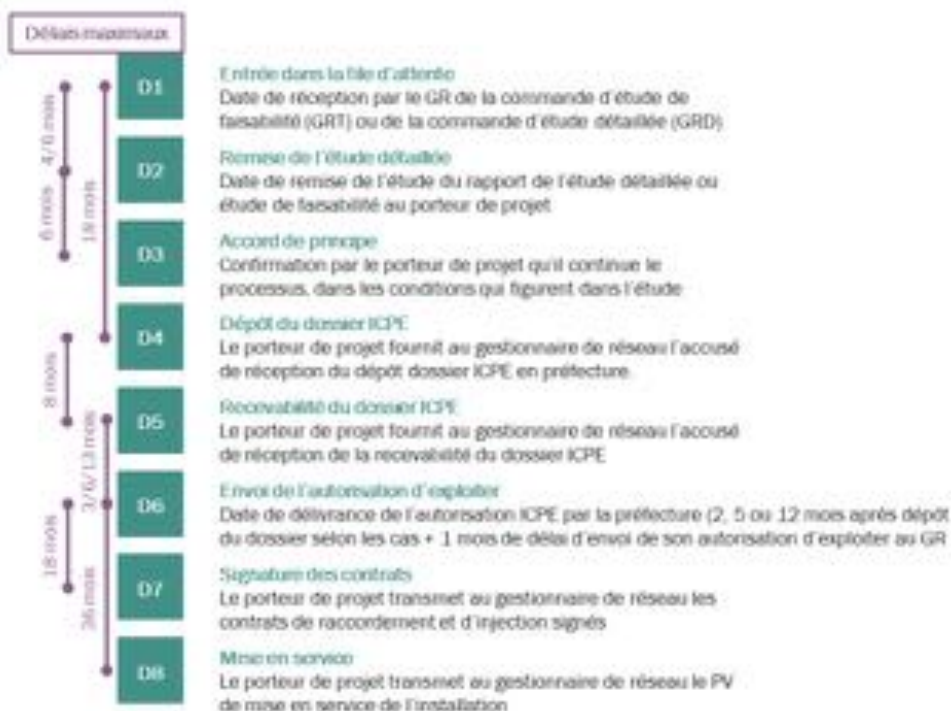 Délais maximaux
D1
Entrée dans la file d'attente
Date de réception par le GR de la commande d'étude de
faisabilité (GRT) ou de la commande d'étude détaillée (GRD)
4/6 mois
D2
Remise de l'étude détaillée
Date de remise de l'étude du rapport de l'étude détaillée ou
étude de faisabilité au porteur de projet
6 mois
18 mois
D3
Accord de principe
Confirmation par le porteur de projet qu'il continue le
processus, dans les conditions qui figurent dans l'étude
D4
Dépôt du dossier ICPE
Le porteur de projet fournit au gestionnaire de réseau l'accusé
de réception du dépôt dossier ICPE en préfecture.
8 mois
D5
Recevabilité du dossier ICPE
Le porteur de projet fournit au gestionnaire de réseau l'accusé
de réception de la recevabilité du dossier ICPE
3/6/13 mois
D6
Envoi de l'autorisation d'exploiter
Date de délivrance de l'autorisation ICPE par la préfecture (2, 5 ou 12 mois après dépôt
du dossier selon les cas + 1 mois de délai d'envoi de son autorisation d'exploiter au GR
18 mois
D7
Signature des contrats
Le porteur de projet transmet au gestionnaire de réseau les
contrats de raccordement et d'injection signés
36 mois
D8
Mise en service
Le porteur de projet transmet au gestionnaire de réseau le PV
de mise en service de l'installation